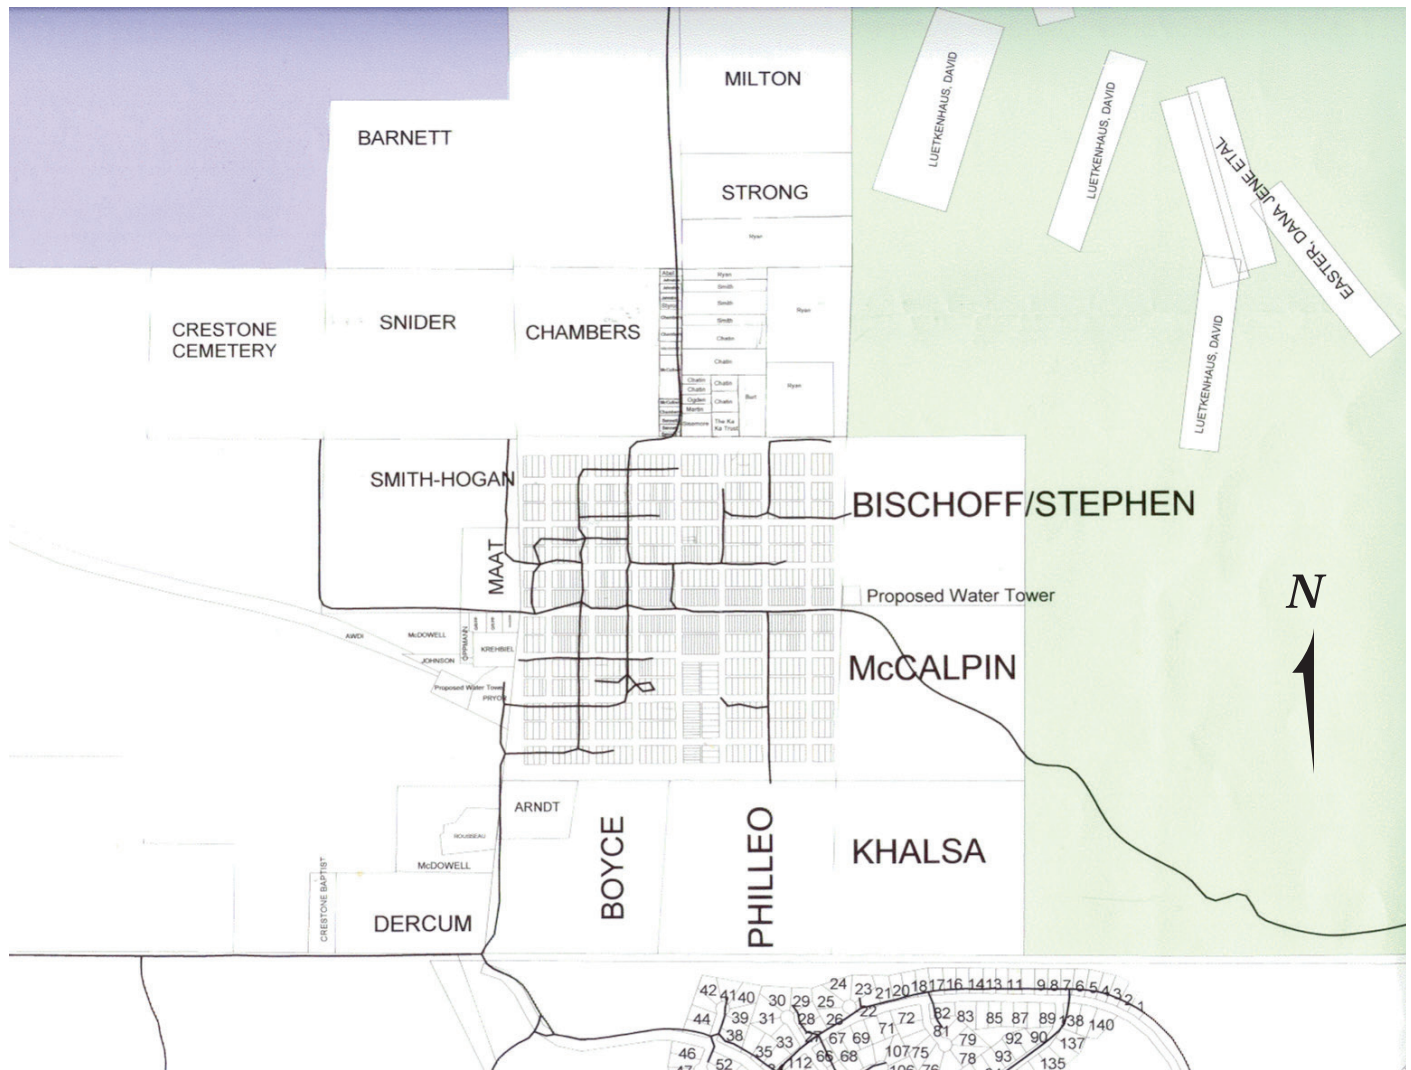 MILTON
BARNETT
STRONG
Ryan
LUETKENHAUS, DAVID
LUETKENHAUS, DAVID
EASTER, DANA JENE ETAL
LUETKENHAUS, DAVID
CRESTONE
CEMETERY
SNIDER
CHAMBERS
Ryan
Smith
Smith
Ryan
Smith
Chatin
Chatin
Chatin
Chatin
Chatin
Ryan
Ogden
Chatin
Burt
Martin
The Ka
Ka Trust
SMITH-HOGAN
BISCHOFF/STEPHEN
MAAT
Proposed Water Tower
N
AWDI
McDOWELL
OPPMANN
KREHBIEL
JOHNSON
McCALPIN
Proposed Water Tower
PRYOR
ARNDT
BOYCE
PHILLEO
KHALSA
ROUSSEAU
McDOWELL
CRESTONE BAPTIST
DERCUM
42 41 40 30 29 25 24 23 21 20 18 17 16 14 13 11 9 8 7 6 5 4 3 2 1
44 39 31 28 26 22 72 82 83 85 87 89 138 140
38 33 27 67 69 71 81 79 92 90 137
46 35 112 66 68 107 75 78 93 135
52